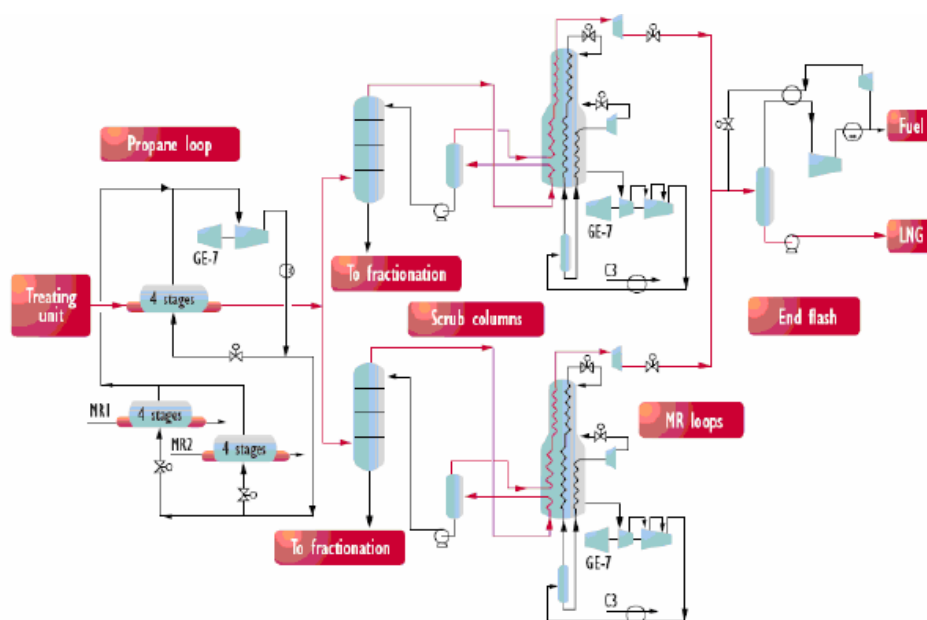 Propane loop
GE-7
Treating
unit
4 stages
MR1
4 stages
MR2
4 stages
To fractionation
Scrub columns
To fractionation
GE-7
C3
MR loops
GE-7
C3
End flash
Fuel
LNG